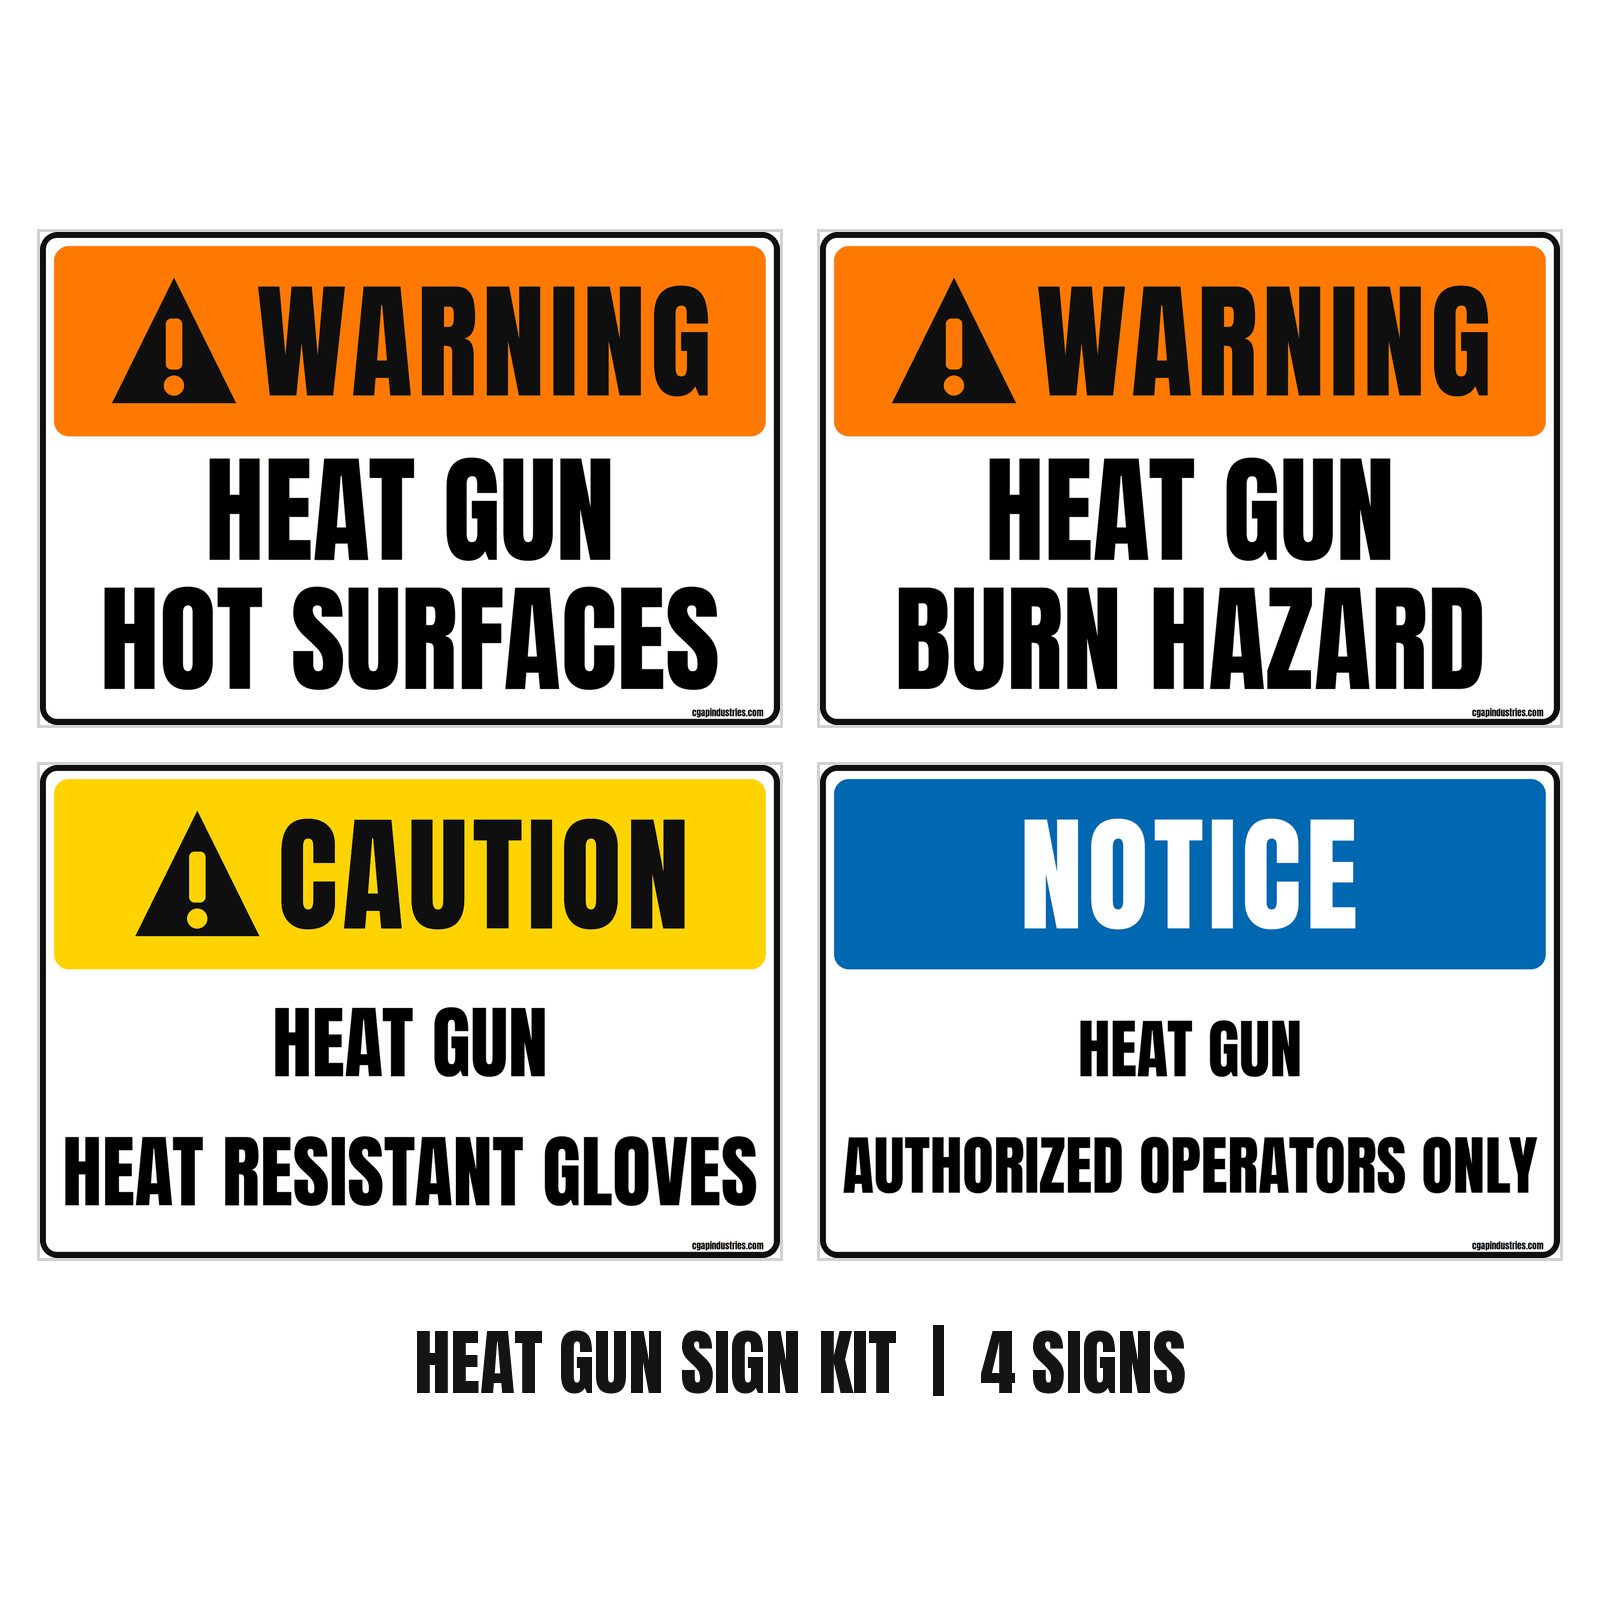 WARNING
HEAT GUN
HOT SURFACES
cgapindustries.com
WARNING
HEAT GUN
BURN HAZARD
cgapindustries.com
CAUTION
HEAT GUN
HEAT RESISTANT GLOVES
cgapindustries.com
NOTICE
HEAT GUN
AUTHORIZED OPERATORS ONLY
cgapindustries.com
HEAT GUN SIGN KIT | 4 SIGNS